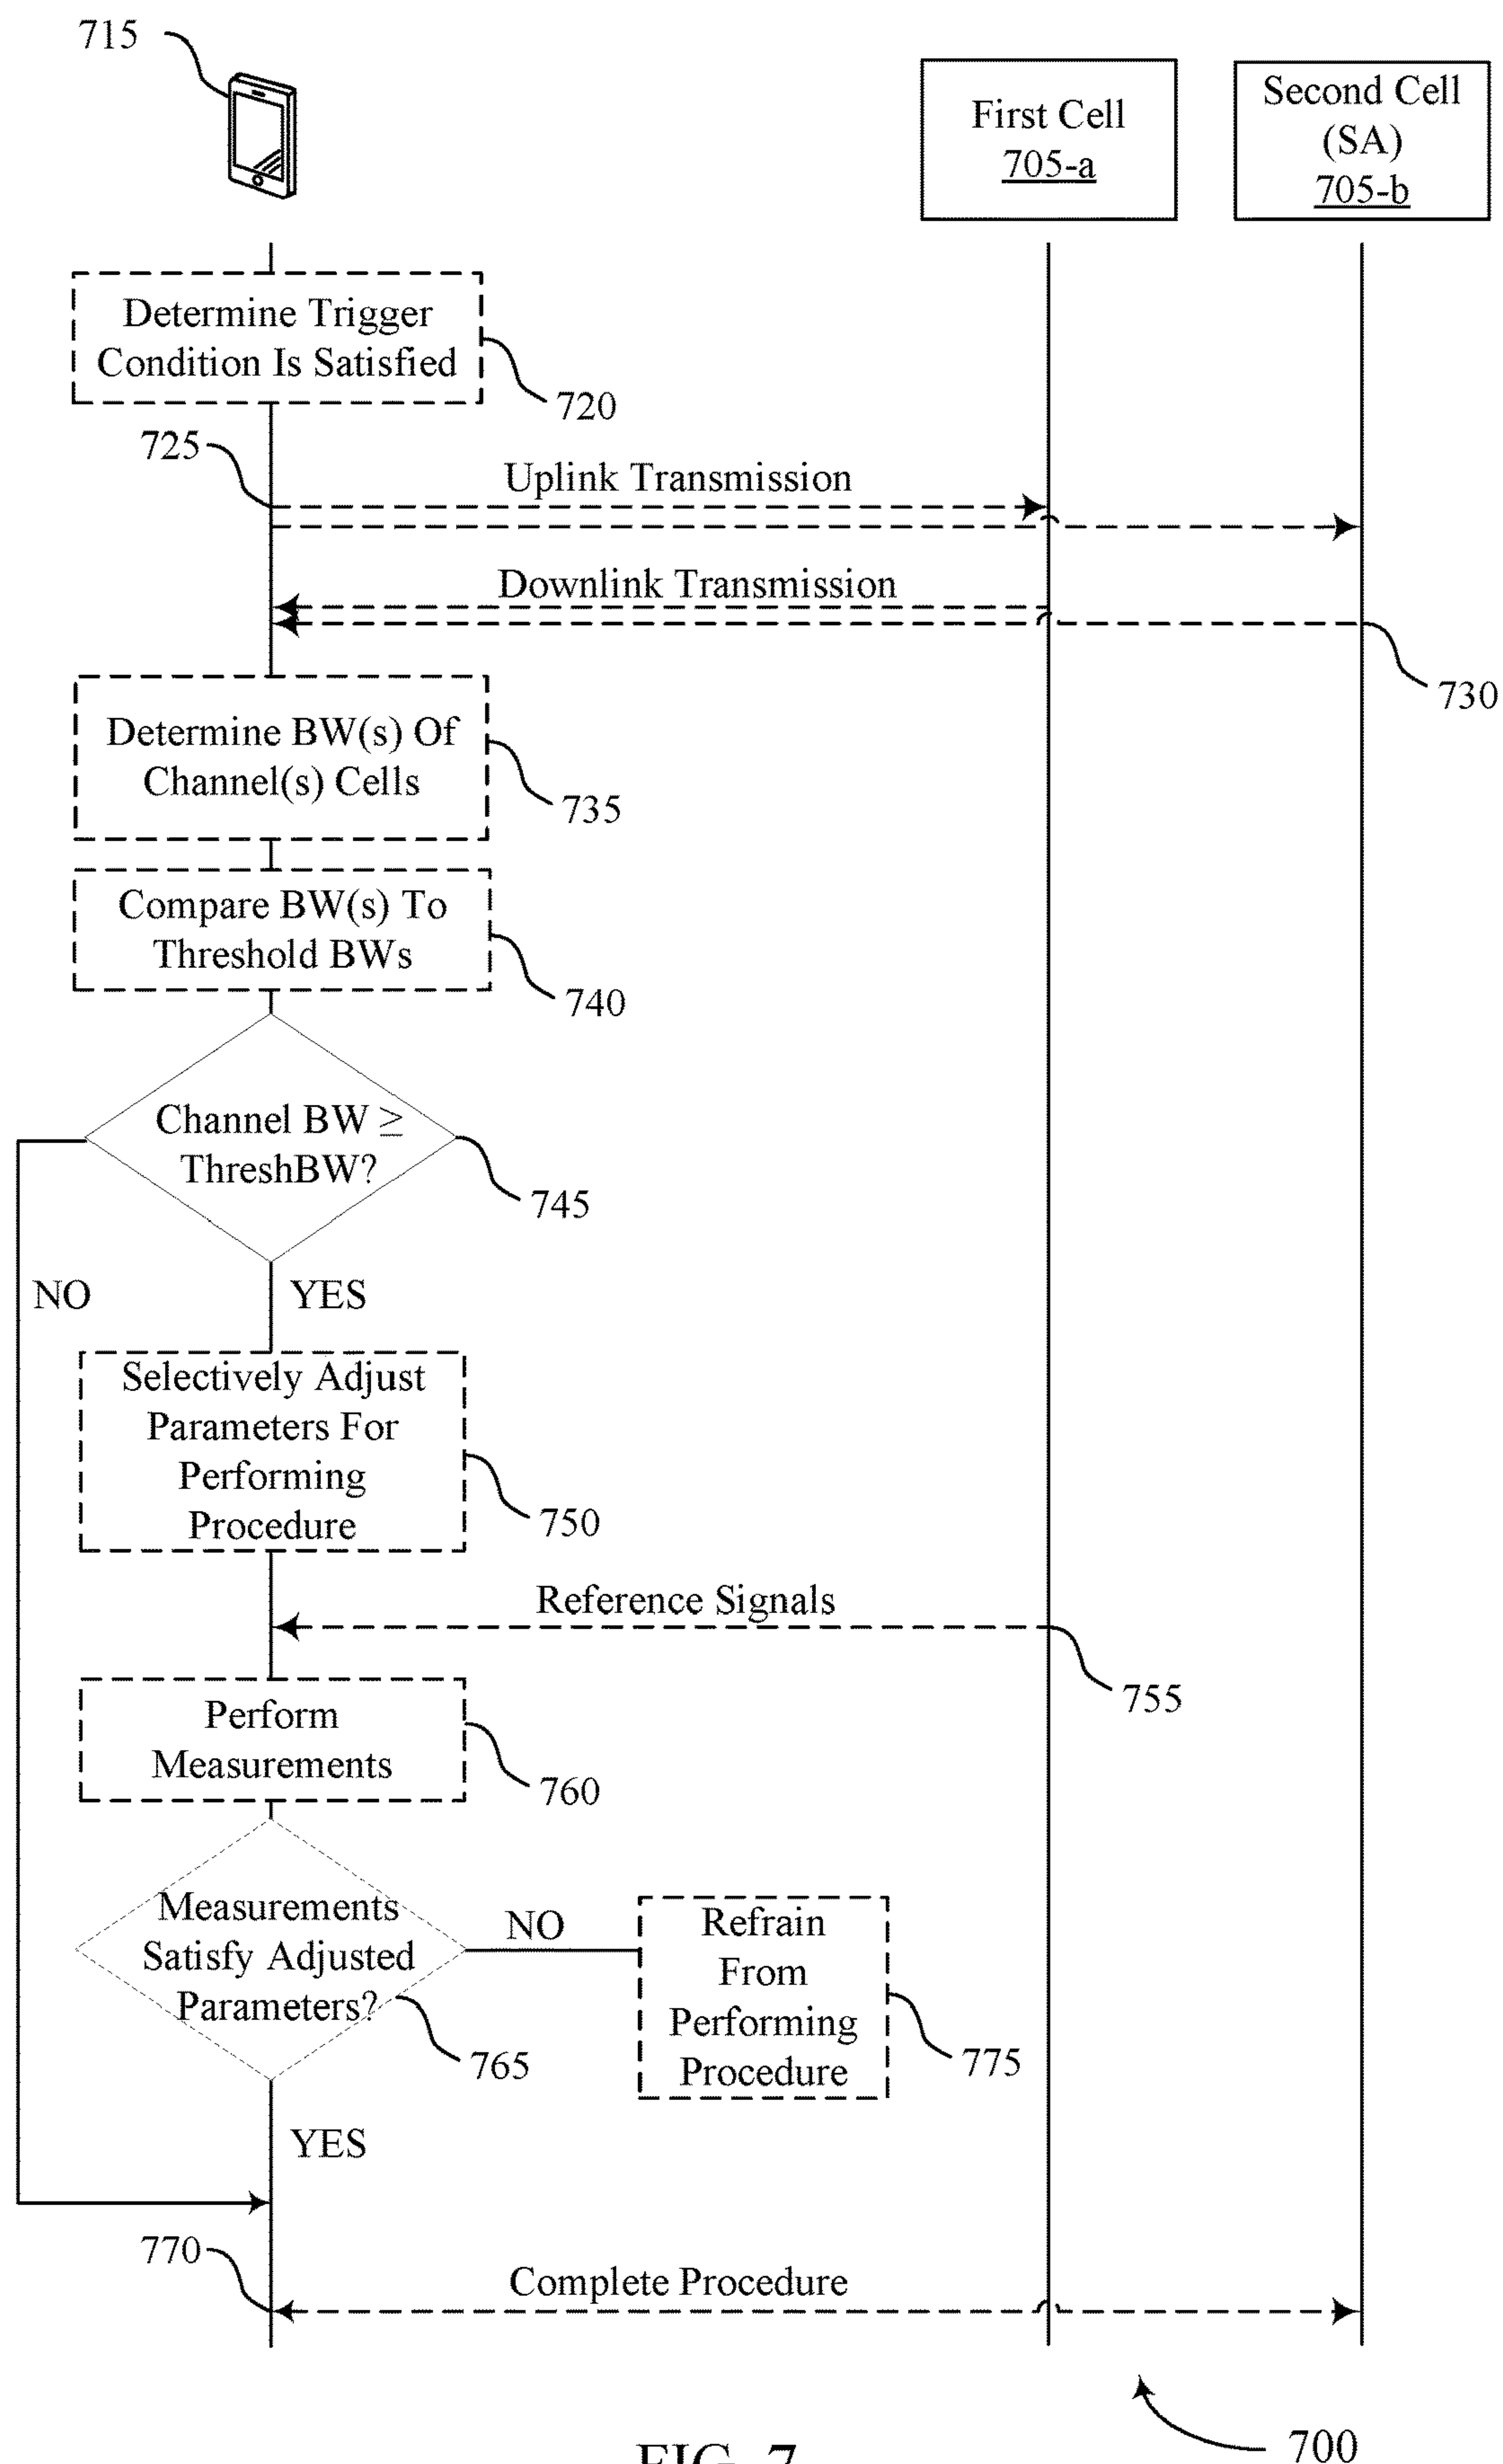 715
First Cell
705-a
Second Cell
(SA)
705-b
Determine Trigger
Condition Is Satisfied
720
725
Uplink Transmission
Downlink Transmission
730
Determine BW(s) Of
Channel(s) Cells
735
Compare BW(s) To
Threshold BWs
740
Channel BW ≥
ThreshBW?
745
NO
YES
Selectively Adjust
Parameters For
Performing
Procedure
750
Reference Signals
755
Perform
Measurements
760
Measurements
Satisfy Adjusted
Parameters?
765
NO
Refrain
From
Performing
Procedure
775
YES
770
Complete Procedure
700
FIG. 7